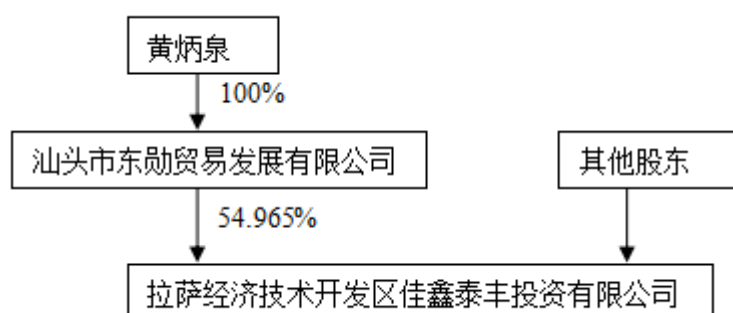 黄炳泉
100%
汕头市东勋贸易发展有限公司
其他股东
54.965%
拉萨经济技术开发区佳鑫泰丰投资有限公司